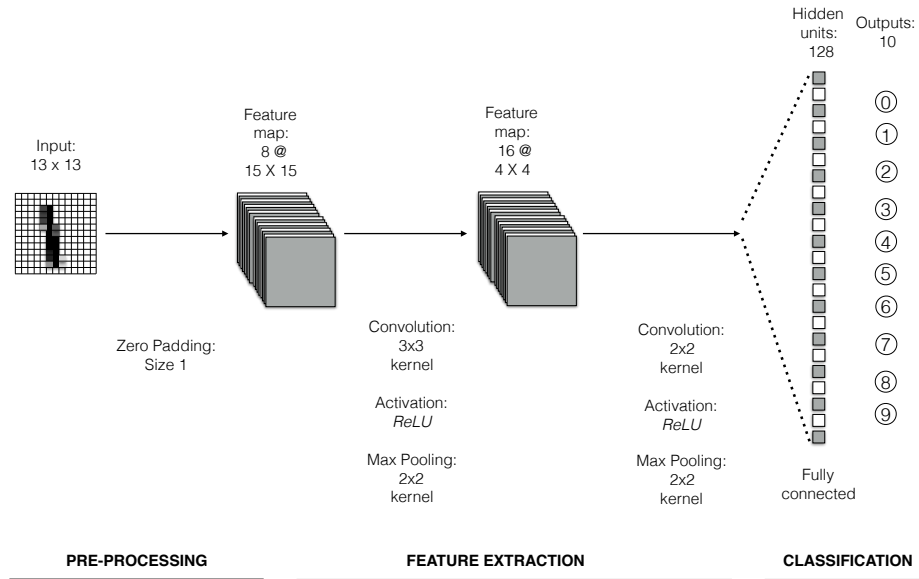 Hidden
units:
128
Outputs:
10
Feature
map:
8 @
15 X 15
Feature
map:
16 @
4 X 4
Input:
13 x 13
0
1
2
3
4
5
6
7
8
9
Zero Padding:
Size 1
Convolution:
3x3
kernel
Activation:
ReLU
Max Pooling:
2x2
kernel
Convolution:
2x2
kernel
Activation:
ReLU
Max Pooling:
2x2
kernel
Fully
connected
PRE-PROCESSING
FEATURE EXTRACTION
CLASSIFICATION